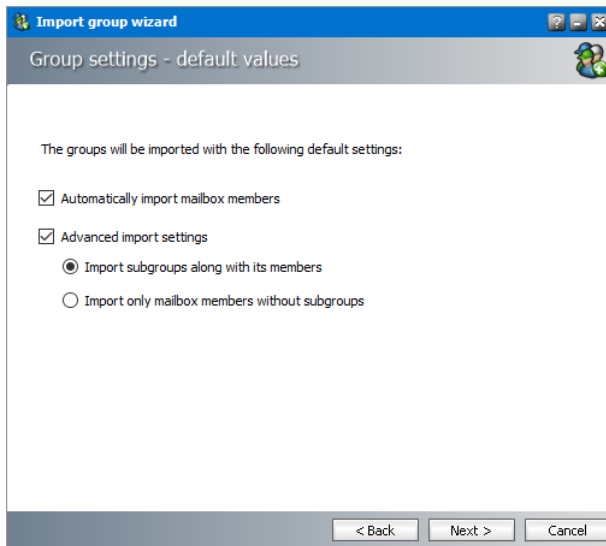 Import group wizard
Group settings - default values
The groups will be imported with the following default settings:
Automatically import mailbox members
Advanced import settings
Import subgroups along with its members
Import only mailbox members without subgroups
< Back Next > Cancel